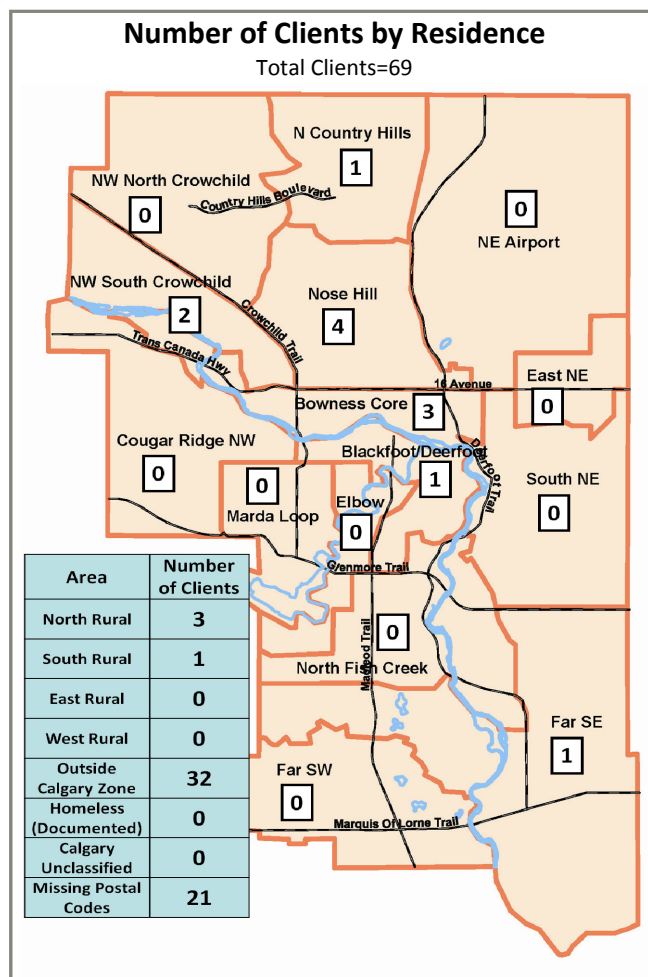 Number of Clients by Residence
Total Clients=69
N Country Hills
1
NW North Crowchild
0
Country Hills Boulevard
0
NE Airport
NW South Crowchild
2
Nose Hill
4
Crowchild Trail
Trans Canada Hwy
16 Avenue
East NE
0
Bowness Core
3
Cougar Ridge NW
0
Blackfoot/Deerfoot
1
Deerfoot Trail
South NE
0
0
Marda Loop
Elbow
0
Glenmore Trail
Area
Number
of Clients
North Rural
3
South Rural
1
East Rural
0
West Rural
0
Outside
Calgary Zone
32
Homeless
(Documented)
0
Calgary
Unclassified
0
Missing Postal
Codes
21
0
North Fish Creek
Macleod Trail
Far SE
1
Far SW
0
Marquis Of Lorne Trail